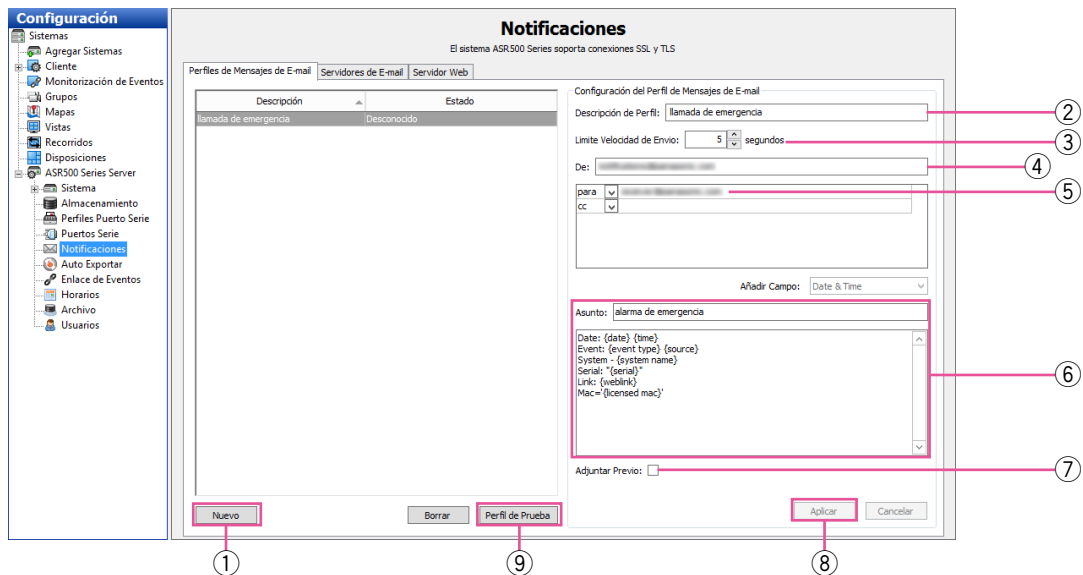 Configuración
Sistemas
Agregar Sistemas
Cliente
Monitorización de Eventos
Grupos
Mapas
Vistas
Recorridos
Disposiciones
ASR500 Series Server
Sistema
Almacenamiento
Perfiles Puerto Serie
Puertos Serie
Notificaciones
Auto Exportar
Enlace de Eventos
Horarios
Archivo
Usuarios
Notificaciones
El sistema ASR500 Series soporta conexiones SSL y TLS
Perfiles de Mensajes de E-mail Servidores de E-mail Servidor Web
Descripción Estado
llamada de emergencia Desconocido
Nuevo Borrar Perfil de Prueba
Configuración del Perfil de Mensajes de E-mail
Descripción de Perfil: llamada de emergencia
Limite Velocidad de Envio: 5 segundos
De:
para
cc
Añadir Campo: Date & Time
Asunto: alarma de emergencia
Date: {date} {time}
Event: {event type} {source}
System - {system name}
Serial: "{serial}"
Link: {weblink}
Mac='{licensed mac}'
Adjuntar Previo:
Aplicar Cancelar
②
③
④
⑤
⑥
⑦
① ⑨ ⑧